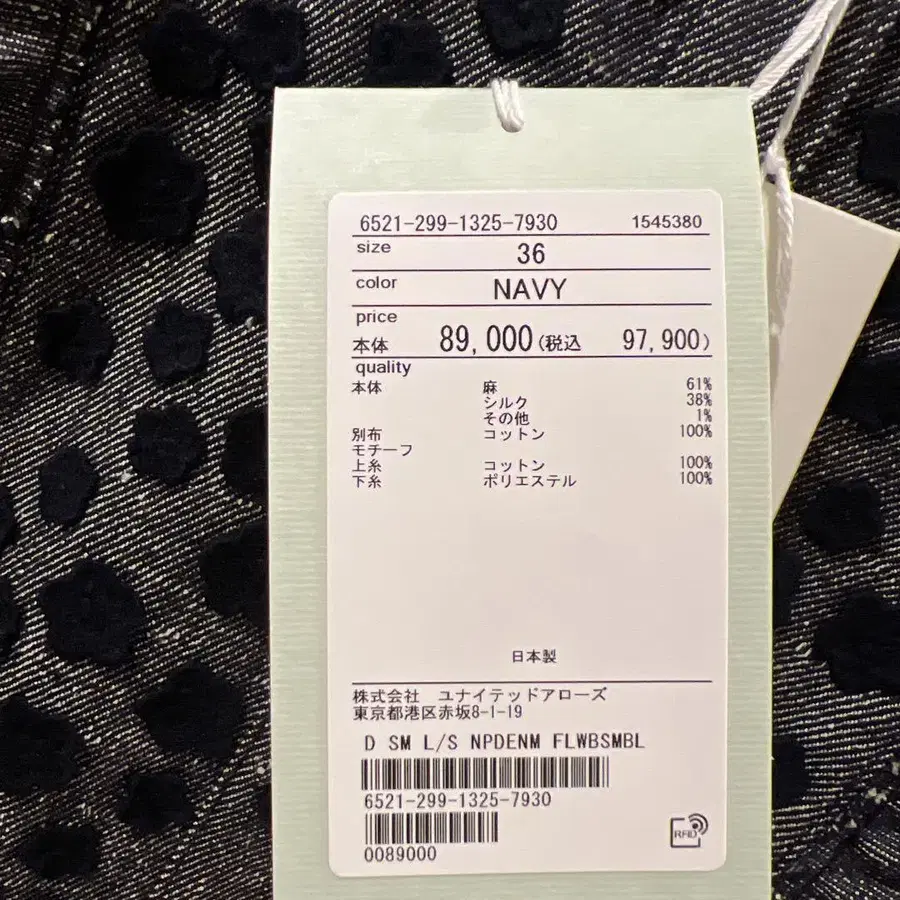 6521-299-1325-7930 1545380
size 36
color NAVY
price
本体 89,000(税込 97,900)
quality
本体 麻 61%
シルク 38%
その他 1%
別布 コットン 100%
モチーフ
上糸 コットン 100%
下糸 ポリエステル 100%
日本製
株式会社 ユナイテッドアローズ
東京都港区赤坂8-1-19
D SM L/S NPDENM FLWBSMBL
6521-299-1325-7930
0089000
RFID